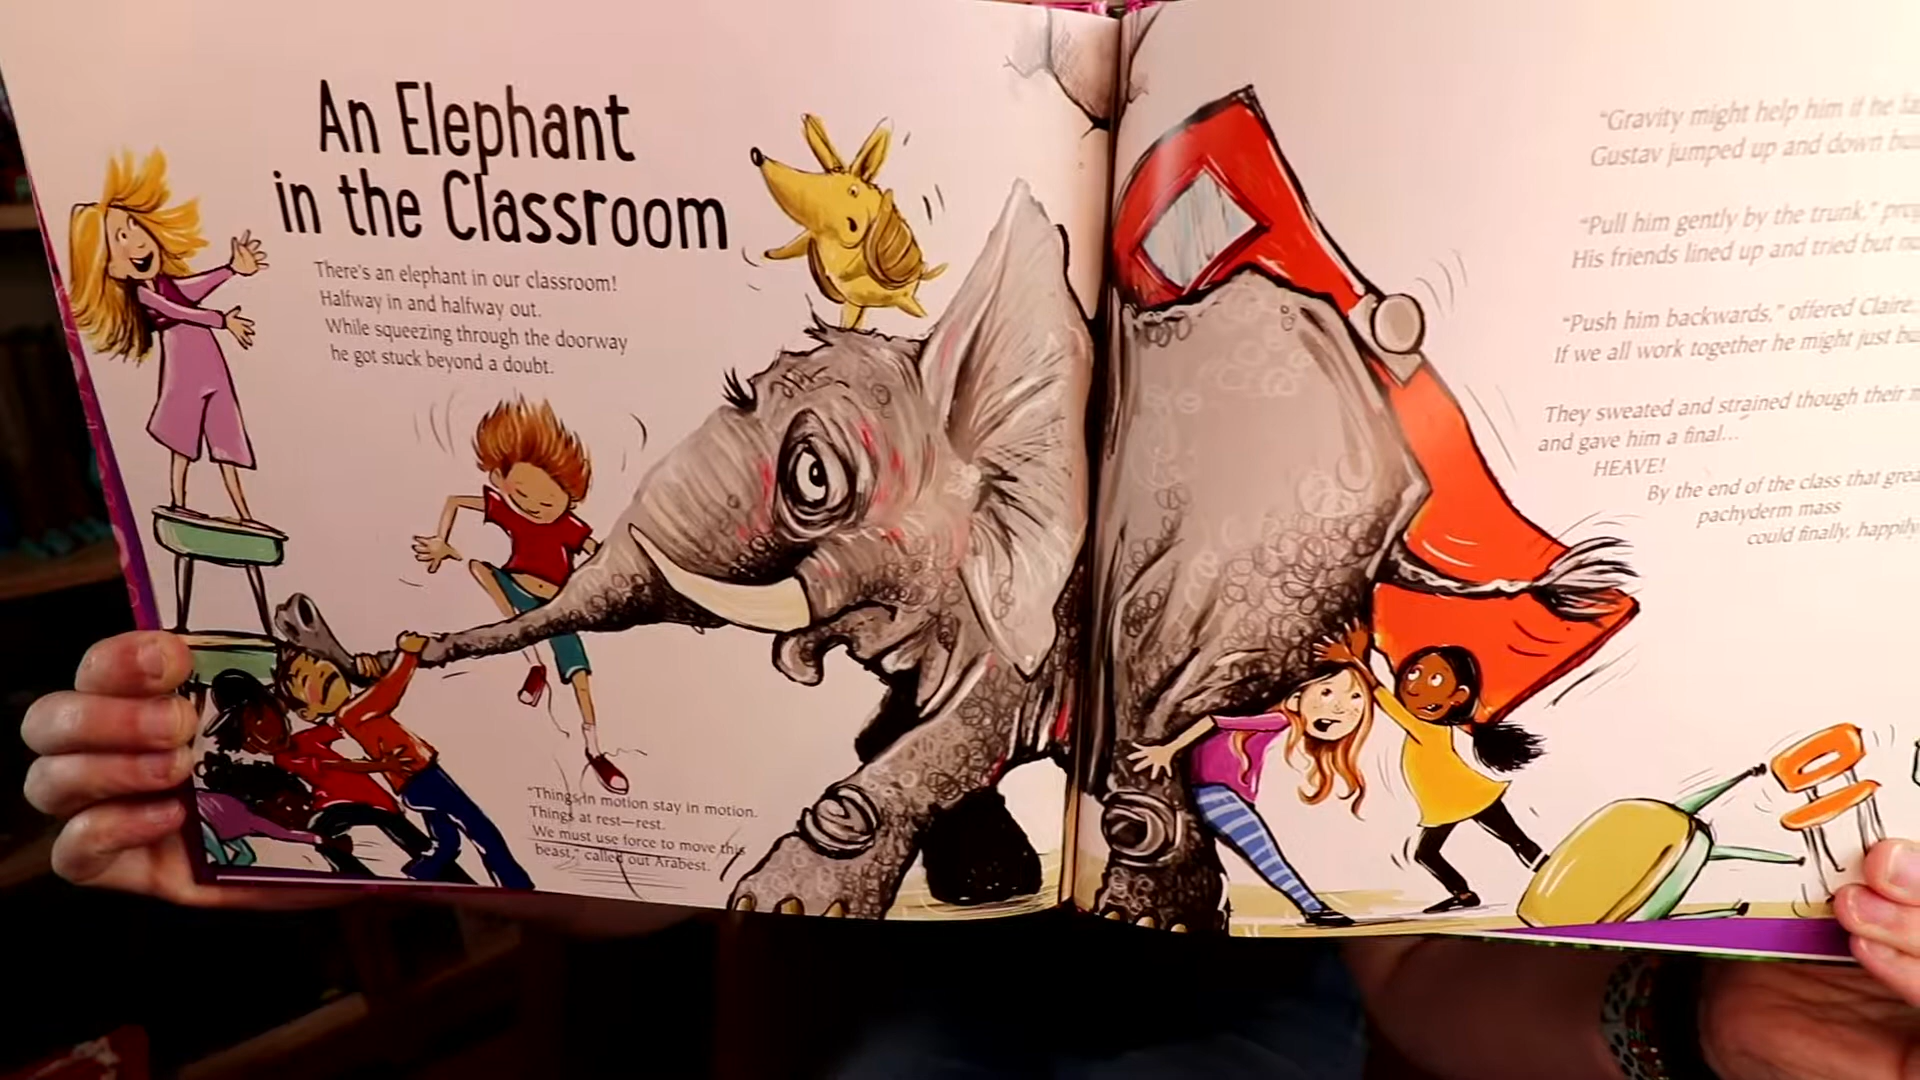 An Elephant
in the Classroom
There's an elephant in our classroom!
Halfway in and halfway out.
While squeezing through the doorway
he got stuck beyond a doubt.
"Things in motion stay in motion.
Things at rest—rest.
We must use force to move this
beast," called out Arabest.
"Gravity might help him if he
Gustav jumped up and down
"Pull him gently by the trunk,"
His friends lined up and tried but
"Push him backwards," offered Claire.
If we all work together he might just
They sweated and strained though their
and gave him a final...
HEAVE!
By the end of the class that
pachyderm mass
could finally, happily